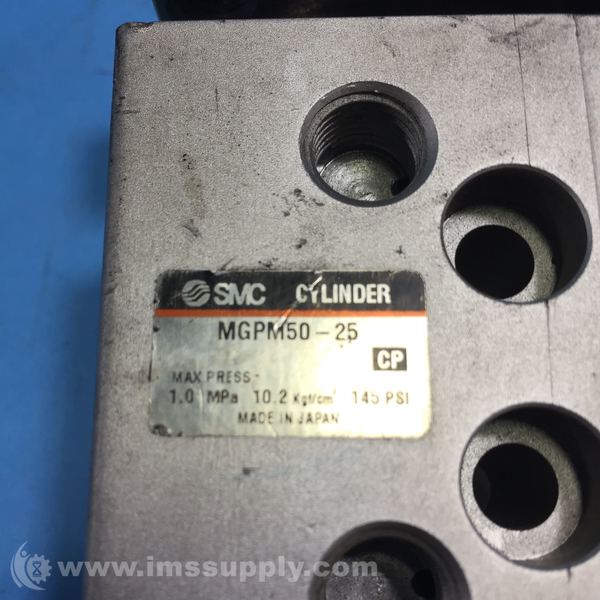 SMC CYLINDER
MGPM50-25
CP
MAX PRESS-
1.0 MPa 10.2 Kgf/cm² 145 PSI
MADE IN JAPAN
www.imssupply.com